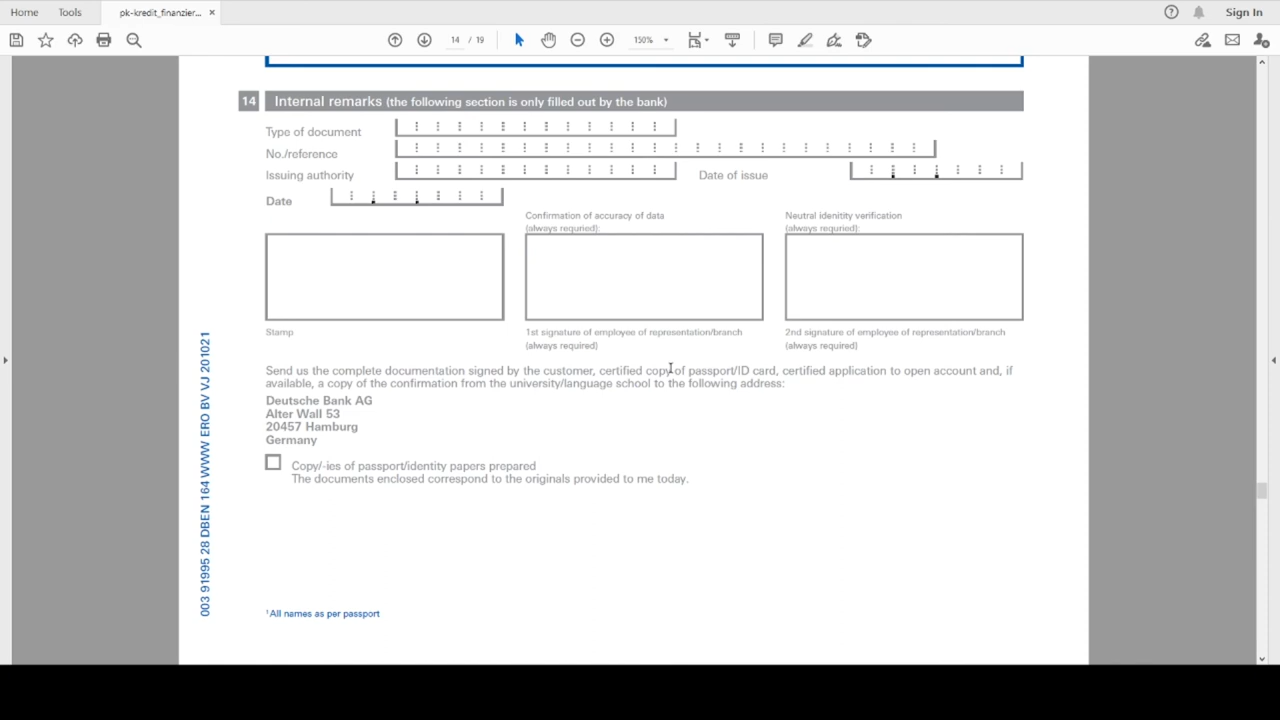 Home Tools pk-kredit_finanzier... × Sign In
14 / 19 150%
14 Internal remarks (the following section is only filled out by the bank)
Type of document
No./reference
Issuing authority Date of issue
Date
Confirmation of accuracy of data
(always requried):
Neutral idenitity verification
(always requried):
Stamp
1st signature of employee of representation/branch
(always required)
2nd signature of employee of representation/branch
(always required)
Send us the complete documentation signed by the customer, certified copy of passport/ID card, certified application to open account and, if
available, a copy of the confirmation from the university/language school to the following address:
Deutsche Bank AG
Alter Wall 53
20457 Hamburg
Germany
Copy/-ies of passport/identity papers prepared
The documents enclosed correspond to the originals provided to me today.
003 91995 28 DBEN 164 WWW ERO BV VJ 201021
¹All names as per passport